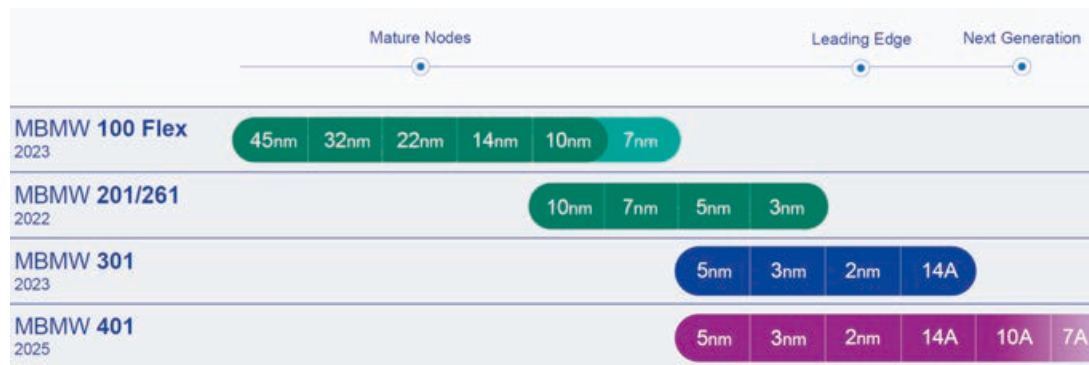 Mature Nodes Leading Edge Next Generation
MBMW 100 Flex
2023
45nm 32nm 22nm 14nm 10nm 7nm
MBMW 201/261
2022
10nm 7nm 5nm 3nm
MBMW 301
2023
5nm 3nm 2nm 14A
MBMW 401
2025
5nm 3nm 2nm 14A 10A 7A